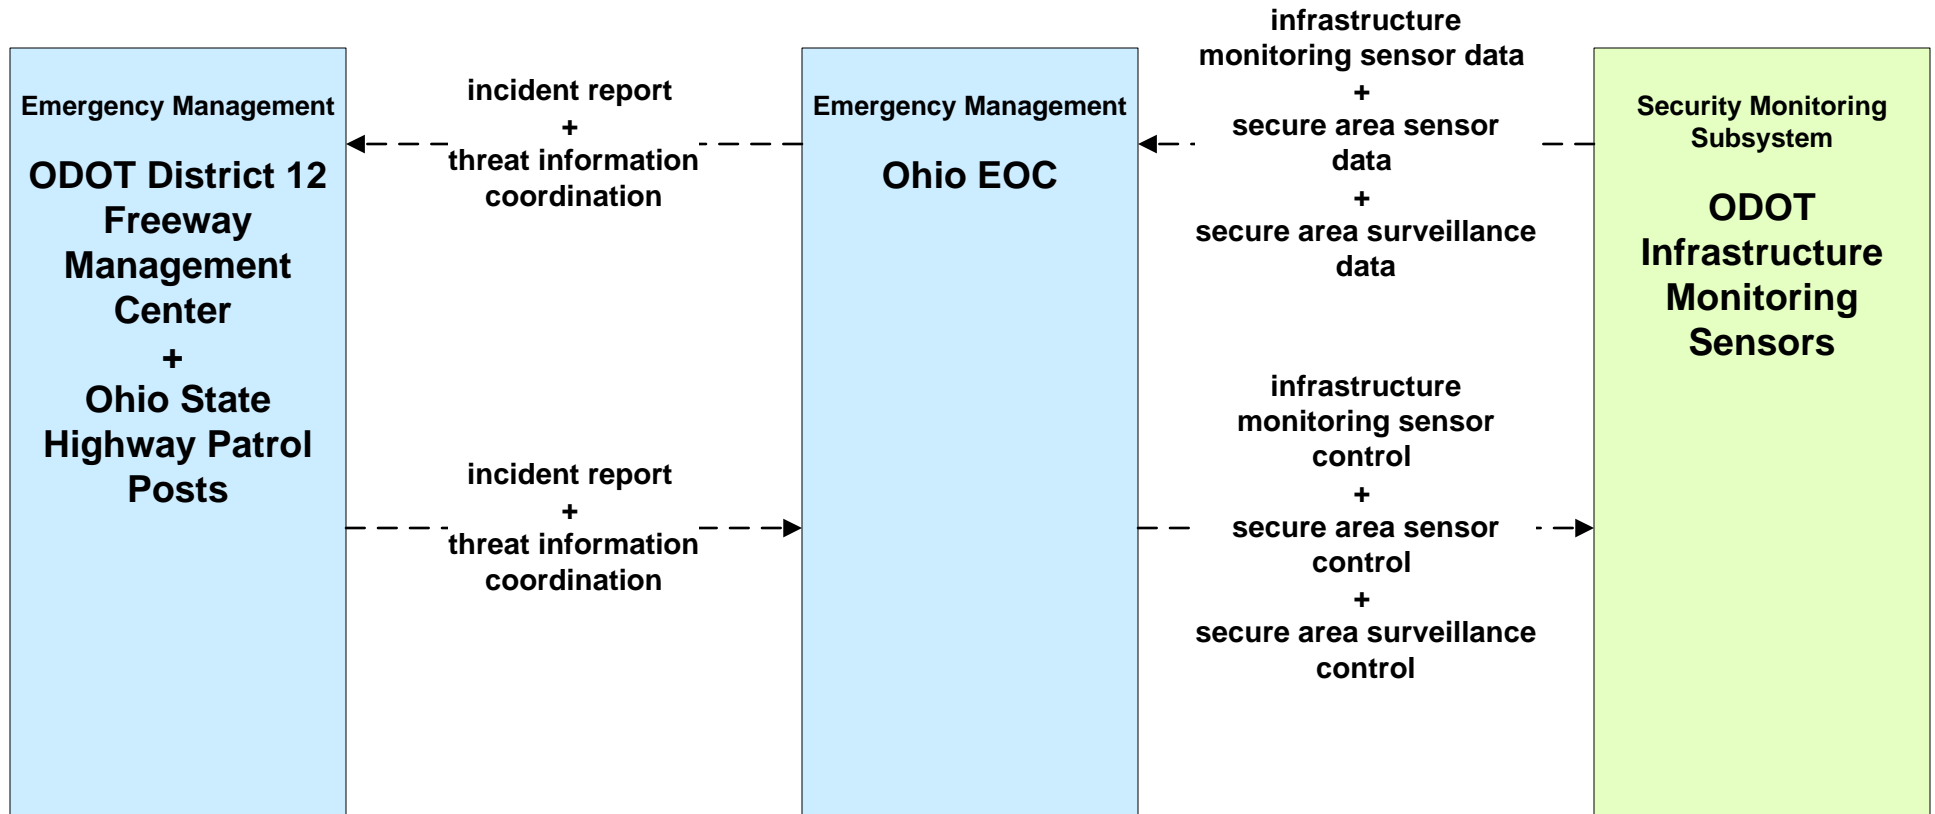 Emergency Management
ODOT District 12
Freeway
Management
Center
+
Ohio State
Highway Patrol
Posts
incident report
+
threat information
coordination
incident report
+
threat information
coordination
Emergency Management
Ohio EOC
infrastructure
monitoring sensor data
+
secure area sensor
data
+
secure area surveillance
data
infrastructure
monitoring sensor
control
+
secure area sensor
control
+
secure area surveillance
control
Security Monitoring
Subsystem
ODOT
Infrastructure
Monitoring
Sensors